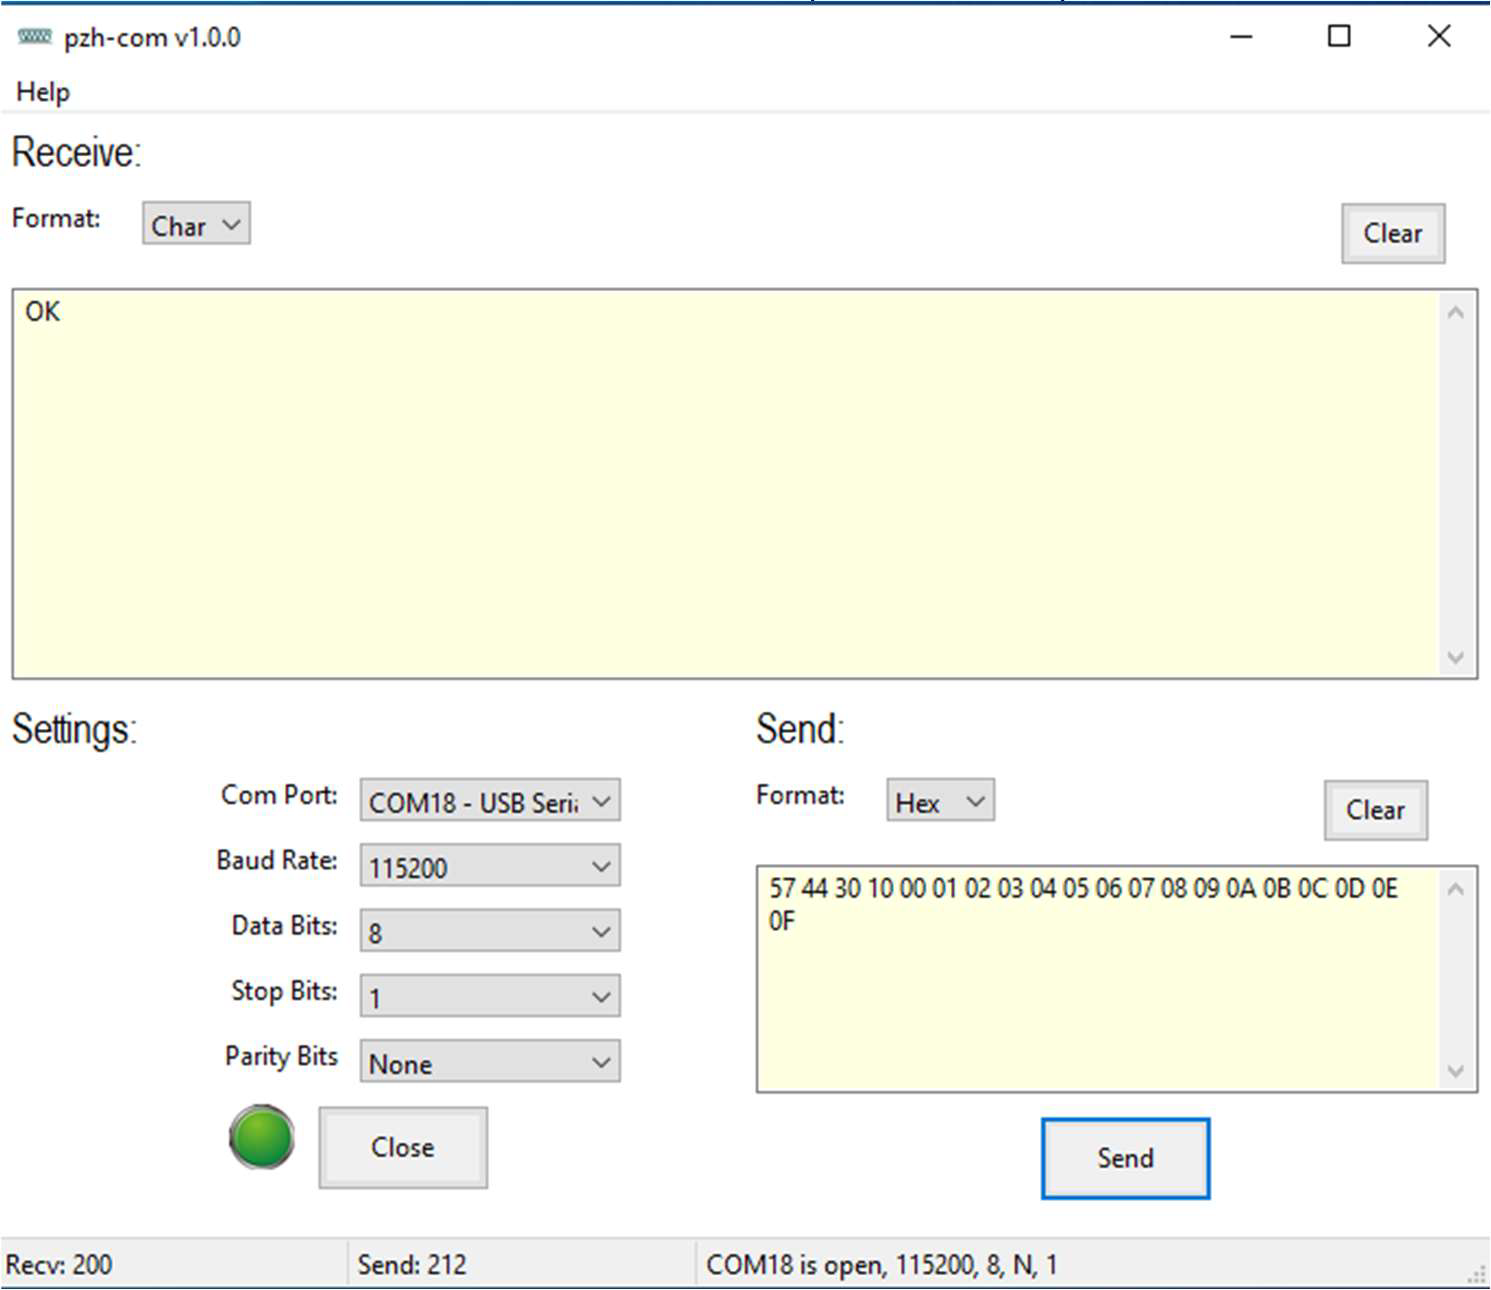 pzh-com v1.0.0
Help
Receive:
Format:
Char
Clear
OK
Settings:
Send:
Com Port:
COM18 - USB Seri
Format:
Hex
Clear
Baud Rate:
115200
57 44 30 10 00 01 02 03 04 05 06 07 08 09 0A 0B 0C 0D 0E
0F
Data Bits:
8
Stop Bits:
1
Parity Bits
None
Close
Send
Recv: 200
Send: 212
COM18 is open, 115200, 8, N, 1